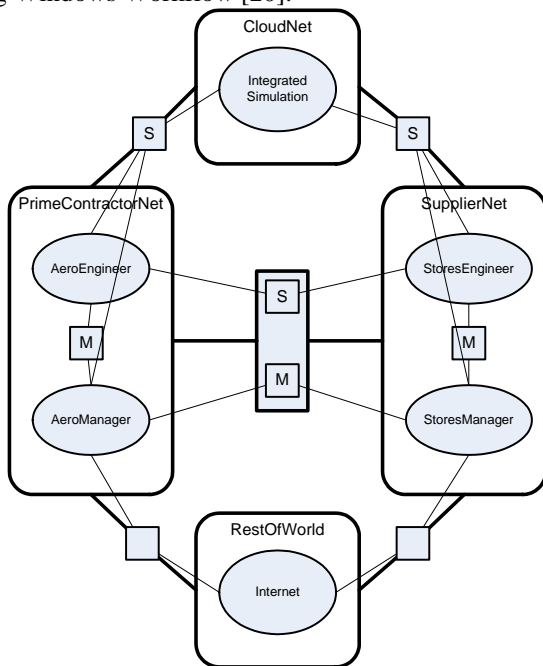 CloudNet
Integrated
Simulation
S
S
PrimeContractorNet
SupplierNet
AeroEngineer
StoresEngineer
S
M
M
M
AeroManager
StoresManager
RestOfWorld
Internet